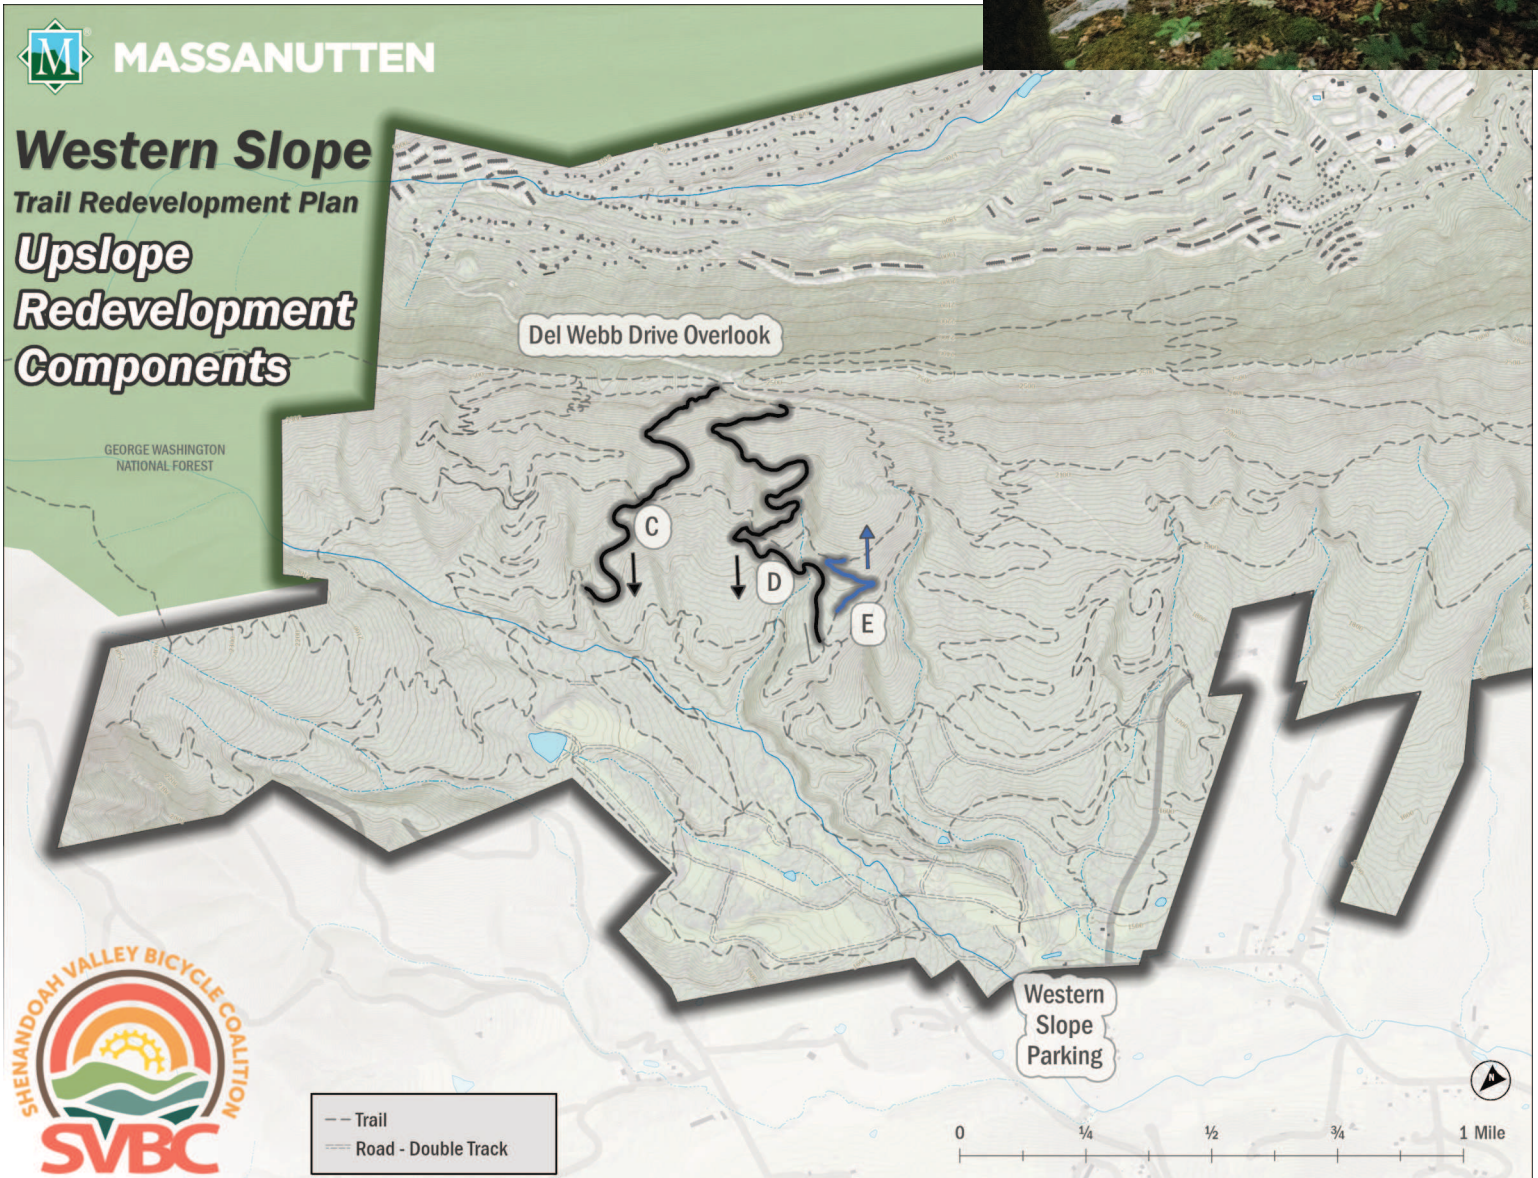 M ®
MASSANUTTEN
Western Slope
Trail Redevelopment Plan
Upslope
Redevelopment
Components
Del Webb Drive Overlook
GEORGE WASHINGTON
NATIONAL FOREST
C
D
E
Western
Slope
Parking
N
SHENANDOAH VALLEY BICYCLE COALITION
SVBC
Trail
Road - Double Track
0 ¼ ½ ¾ 1 Mile